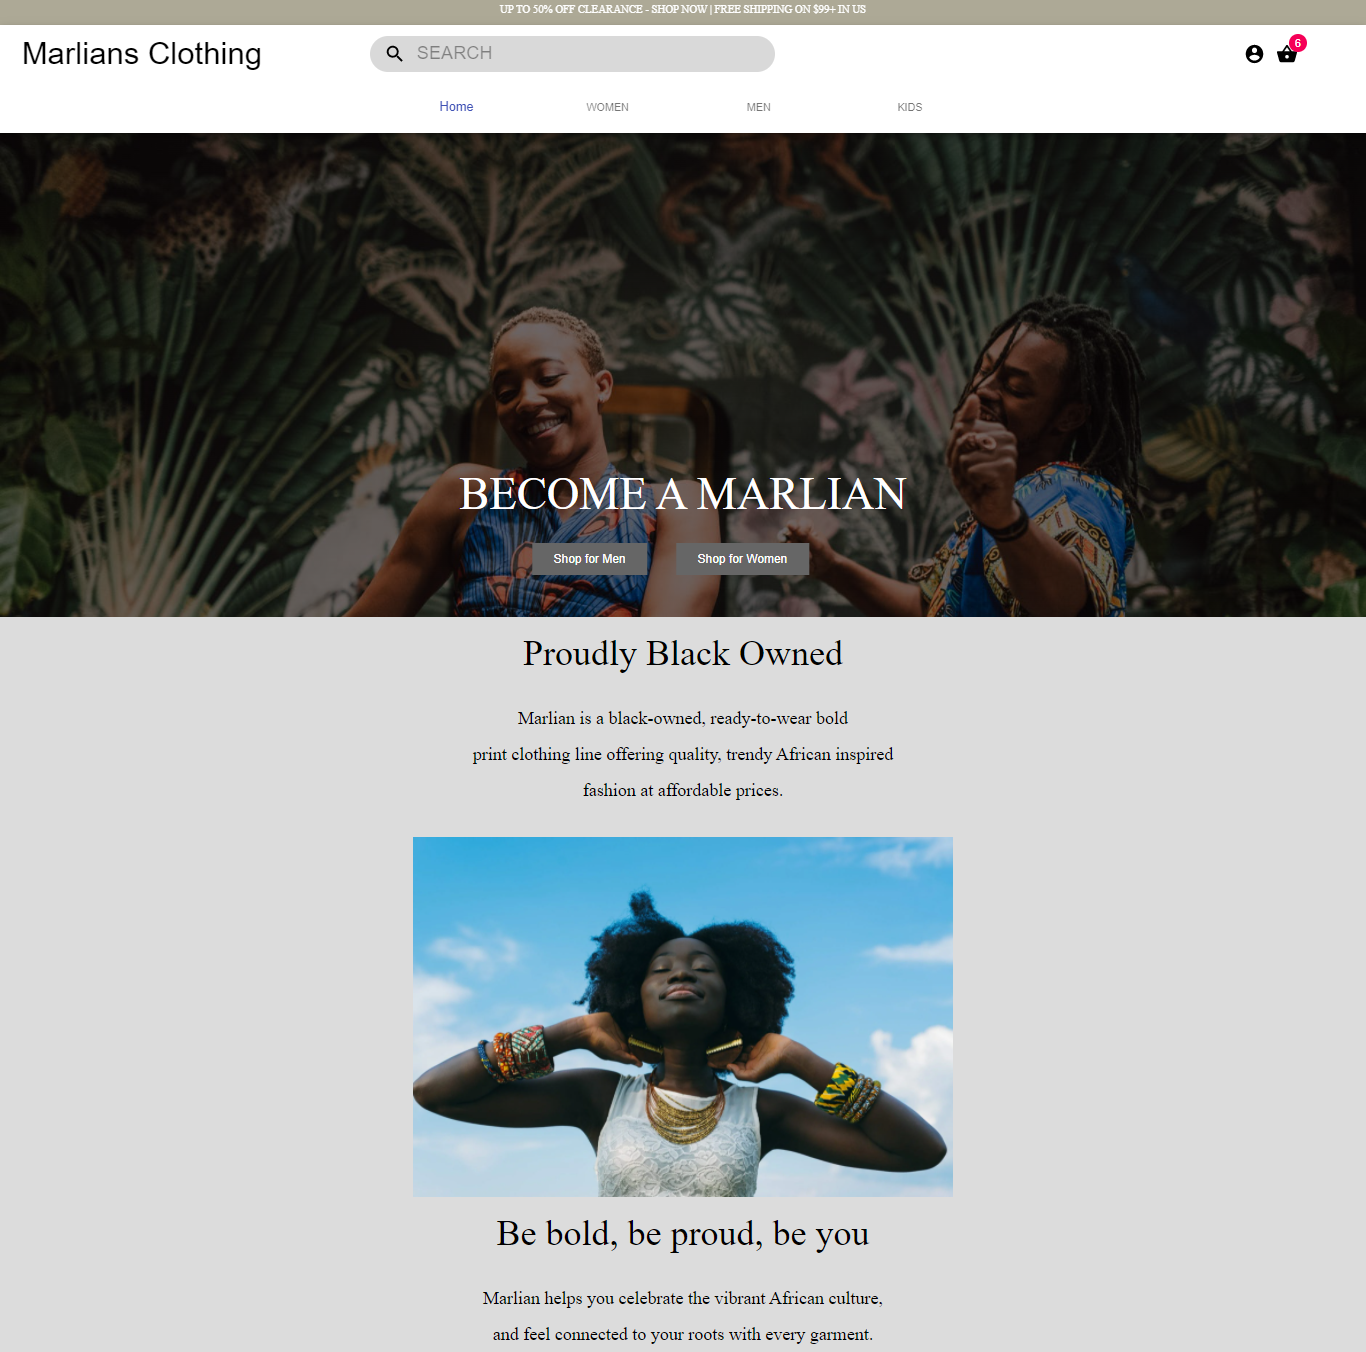 UP TO 50% OFF CLEARANCE - SHOP NOW | FREE SHIPPING ON $99+ IN US
Marlians Clothing
SEARCH
6
Home
WOMEN
MEN
KIDS
BECOME A MARLIAN
Shop for Men
Shop for Women
Proudly Black Owned
Marlian is a black-owned, ready-to-wear bold
print clothing line offering quality, trendy African inspired
fashion at affordable prices.
Be bold, be proud, be you
Marlian helps you celebrate the vibrant African culture,
and feel connected to your roots with every garment.